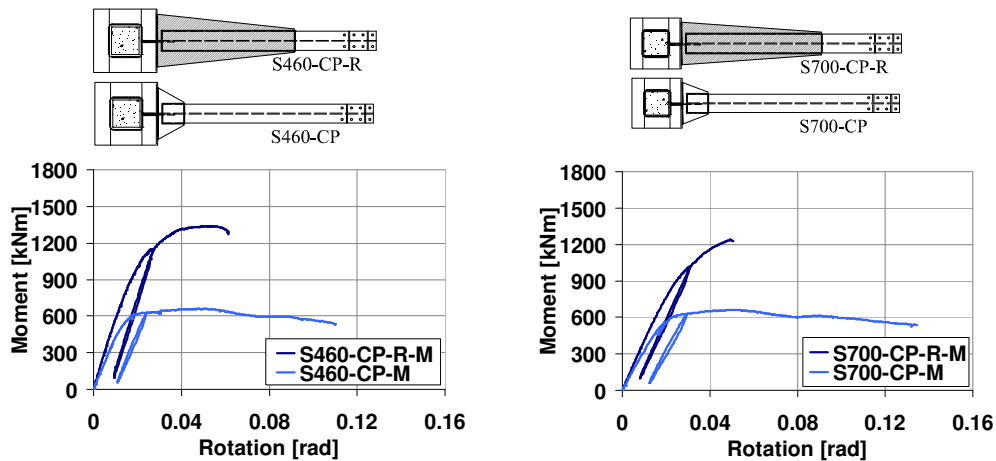 S460-CP-R
S460-CP
S700-CP-R
S700-CP
1800
1500
1200
900
600
300
0
Moment [kNm]
S460-CP-R-M
S460-CP-M
0
0.04
0.08
0.12
0.16
Rotation [rad]
1800
1500
1200
900
600
300
0
Moment [kNm]
S700-CP-R-M
S700-CP-M
0
0.04
0.08
0.12
0.16
Rotation [rad]